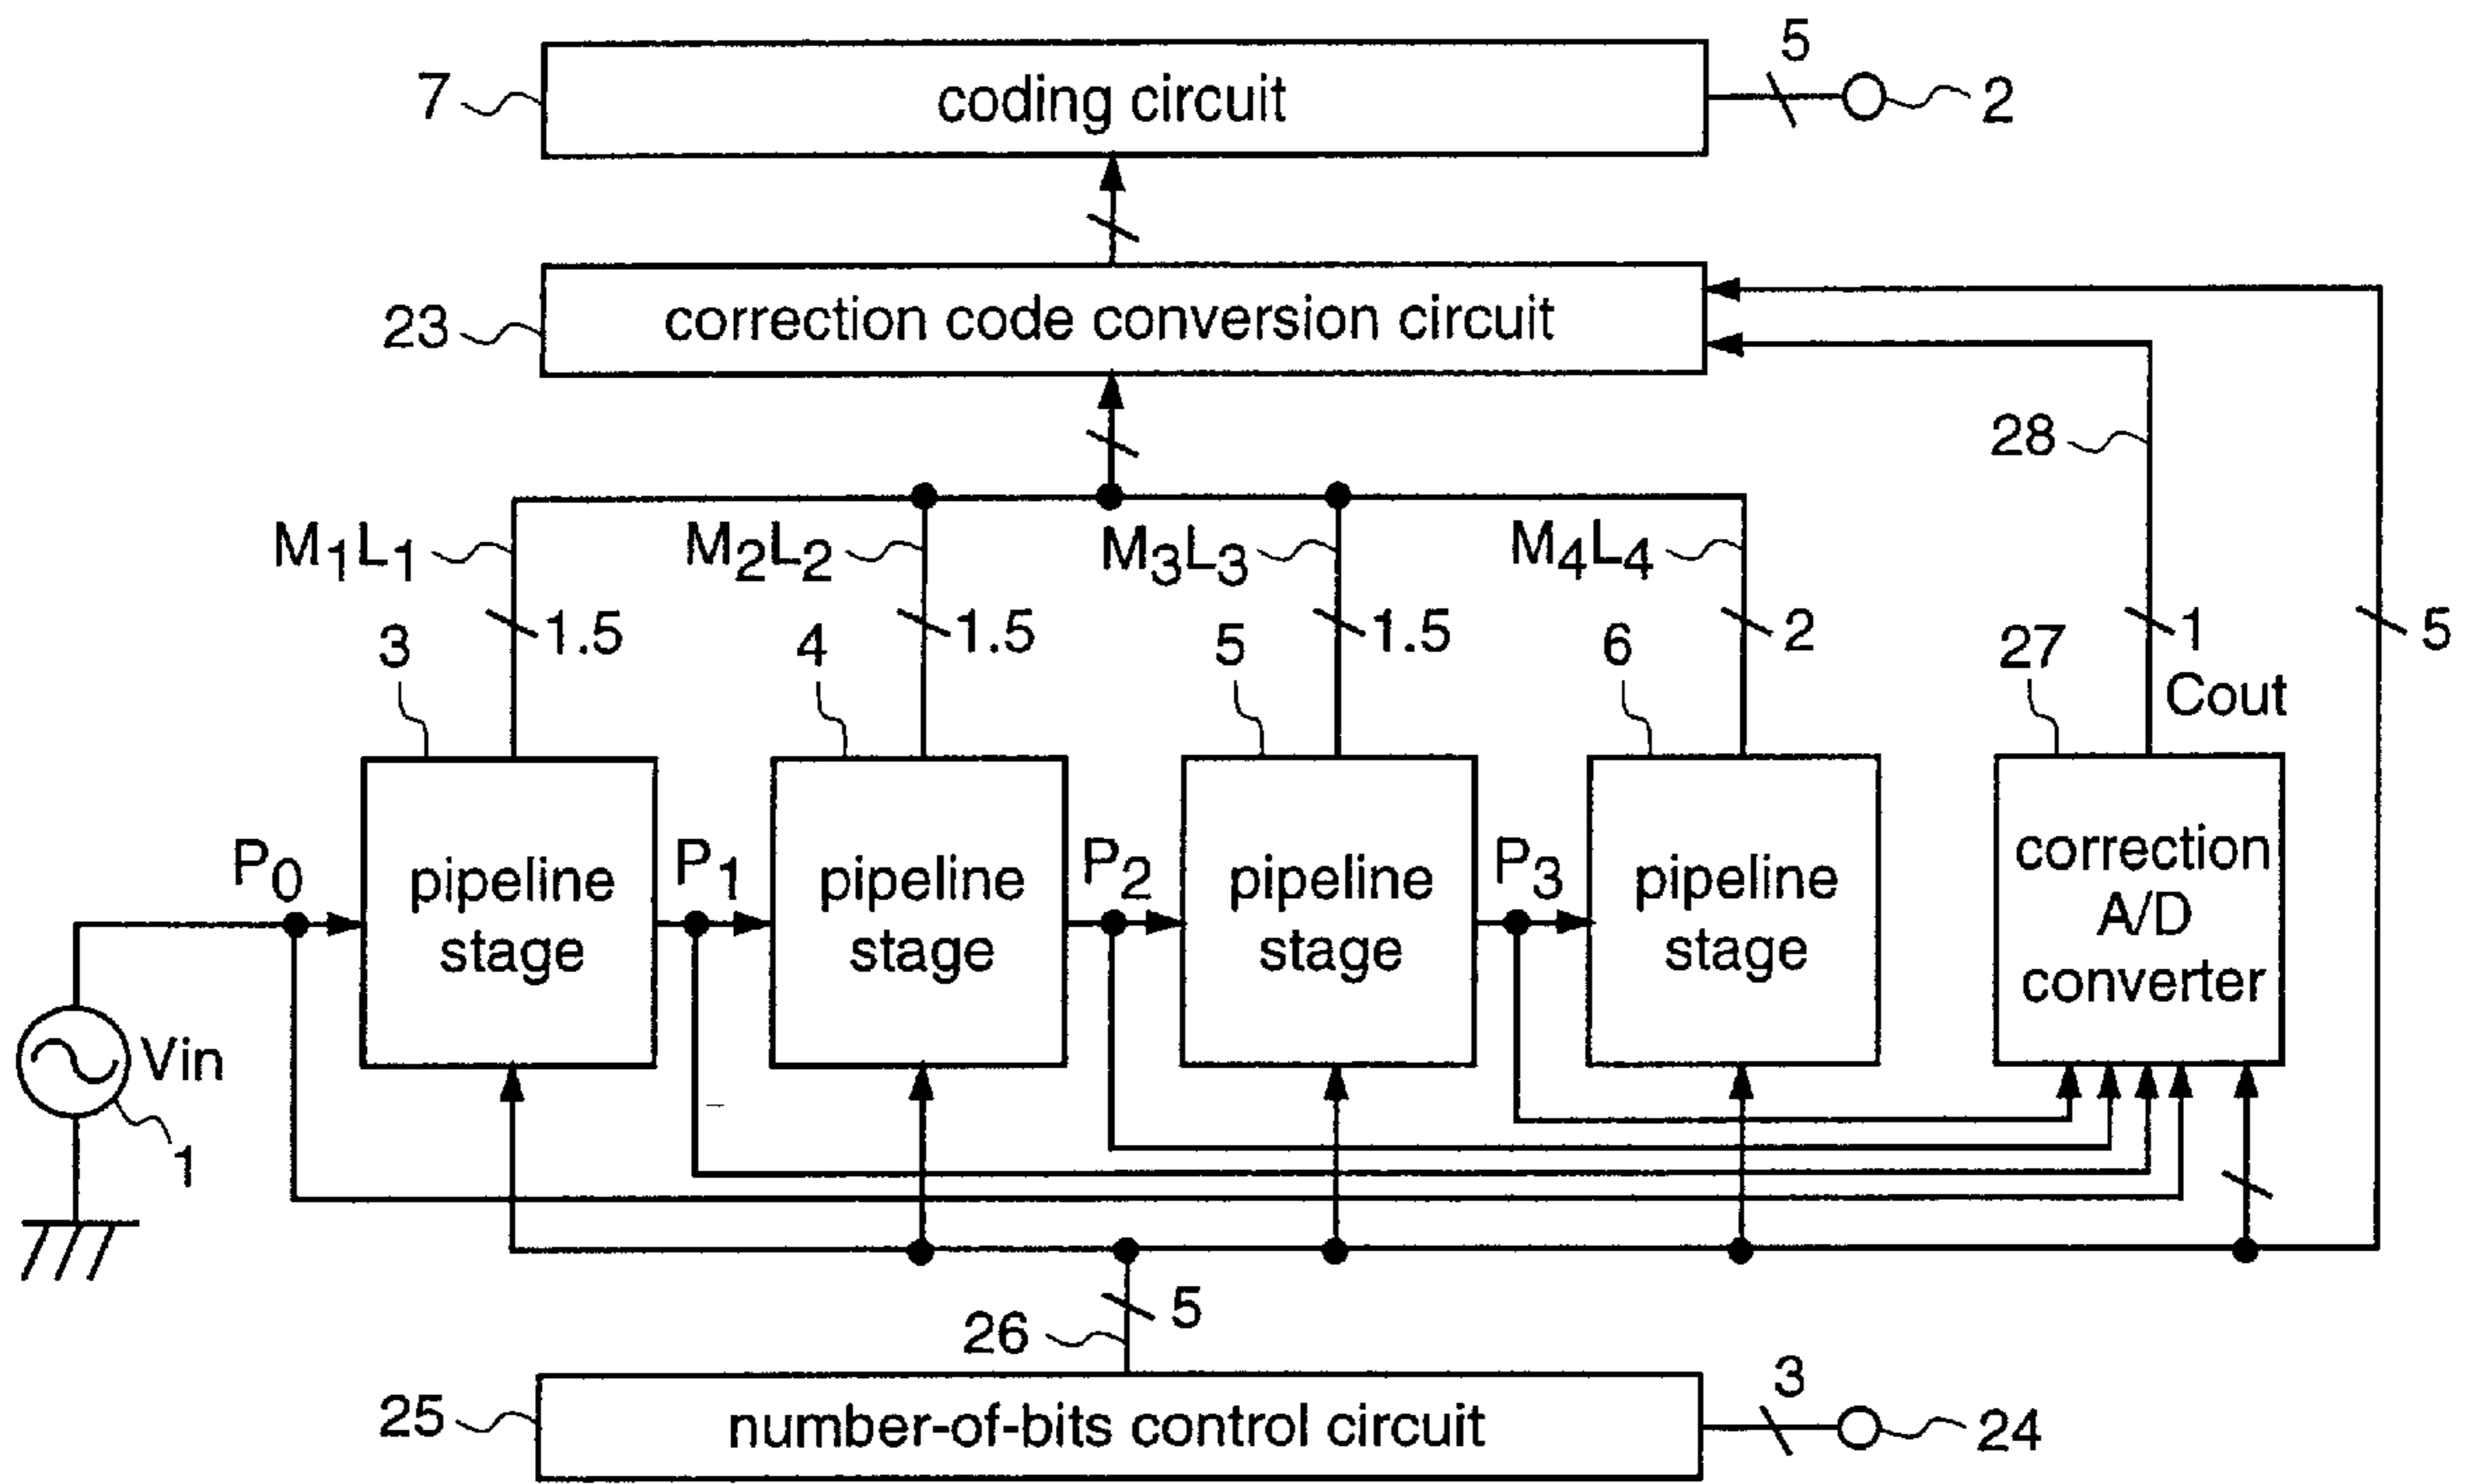 5
7 coding circuit 2
23 correction code conversion circuit
28
M1L1 M2L2 M3L3 M4L4
3 1.5 4 1.5 5 1.5 6 2 27 1 5
Cout
P0 pipeline stage P1 pipeline stage P2 pipeline stage P3 pipeline stage correction A/D converter
Vin
1
26 5
3
25 number-of-bits control circuit 24